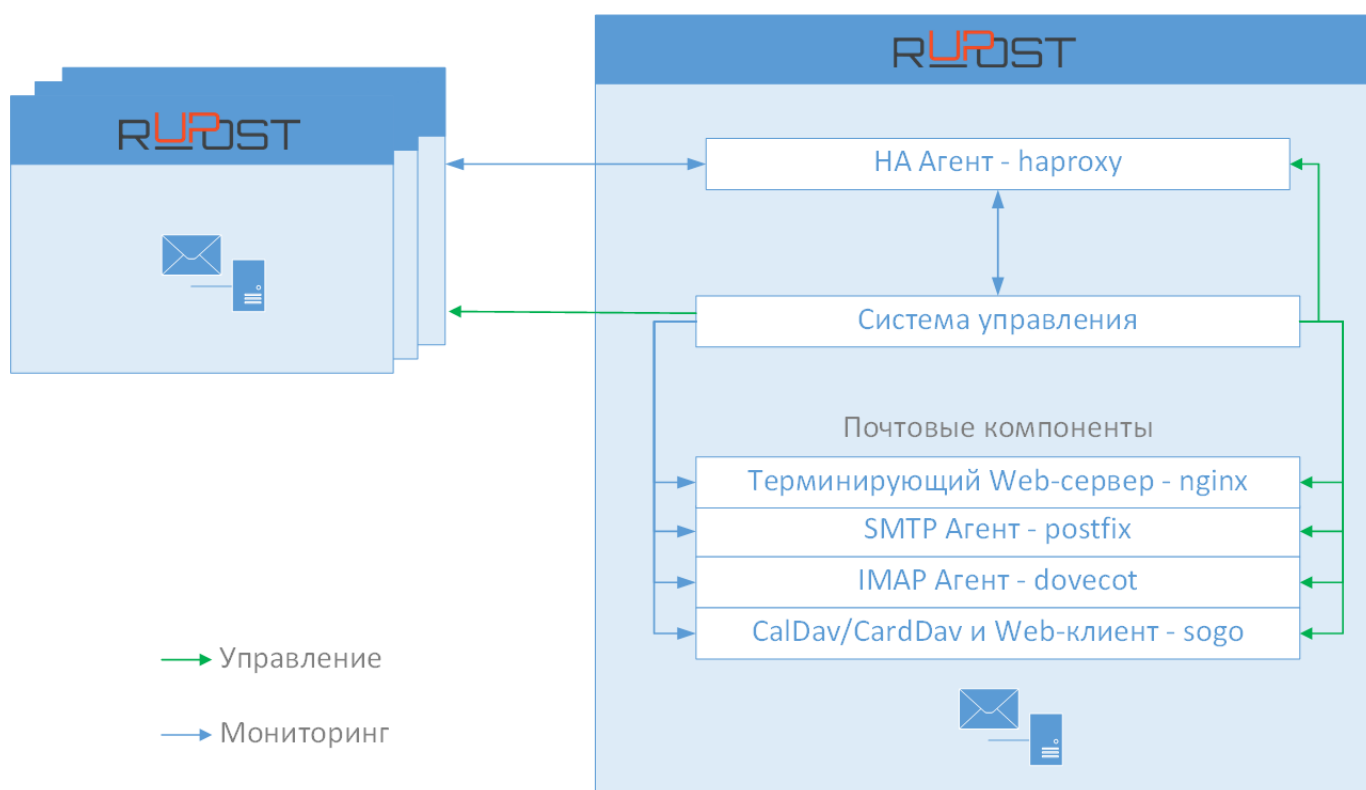 RUPOST
RUPOST
НА Агент - haproxy
Система управления
Почтовые компоненты
Терминирующий Web-сервер - nginx
SMTP Агент - postfix
IMAP Агент - dovecot
CalDav/CardDav и Web-клиент - sogo
Управление
Мониторинг